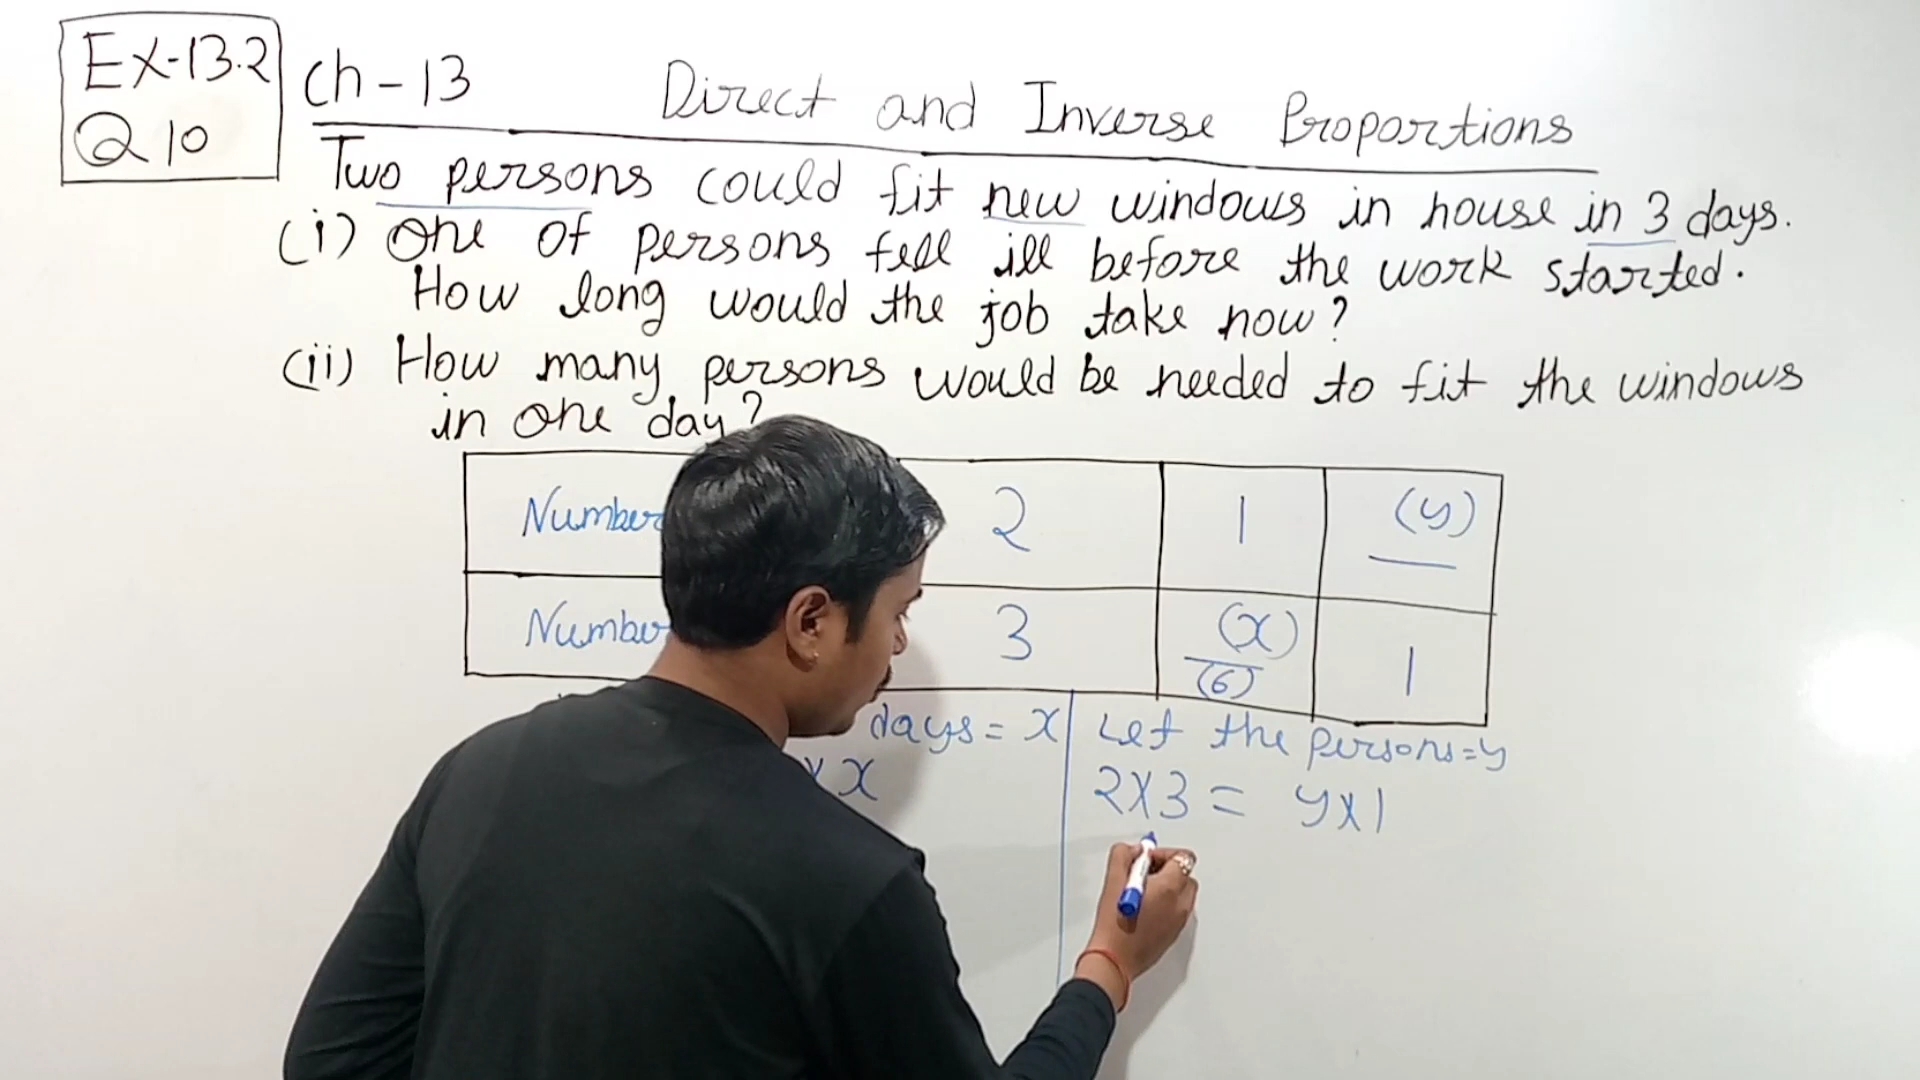 Ex-13.2
Q 10
Ch-13 Direct and Inverse Proportions
Two persons could fit new windows in house in 3 days.
(i) One of persons fell ill before the work started.
How long would the job take now?
(ii) How many persons would be needed to fit the windows
in one day?
Number 2 1 (y)
Number 3 (x) 1
(6)
days = x
Let the persons = y
x x
2x3 = yx1